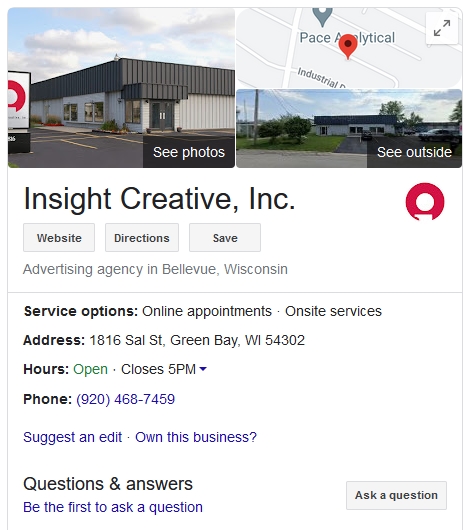 Pace Analytical
Industrial
See photos
See outside
Insight Creative, Inc.
Website
Directions
Save
Advertising agency in Bellevue, Wisconsin
Service options: Online appointments · Onsite services
Address: 1816 Sal St, Green Bay, WI 54302
Hours: Open · Closes 5PM
Phone: (920) 468-7459
Suggest an edit · Own this business?
Questions & answers
Be the first to ask a question
Ask a question